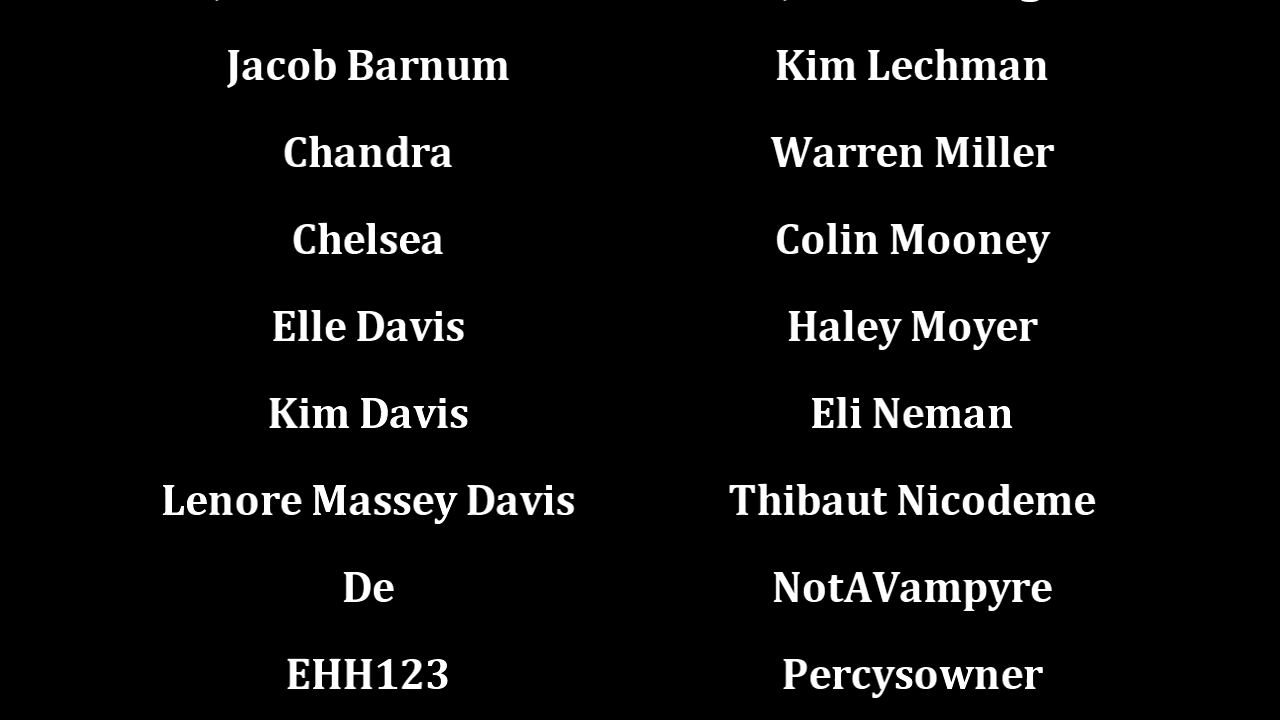 Jacob Barnum
Kim Lechman
Chandra
Warren Miller
Chelsea
Colin Mooney
Elle Davis
Haley Moyer
Kim Davis
Eli Neman
Lenore Massey Davis
Thibaut Nicodeme
De
NotAVampyre
EHH123
Percysowner